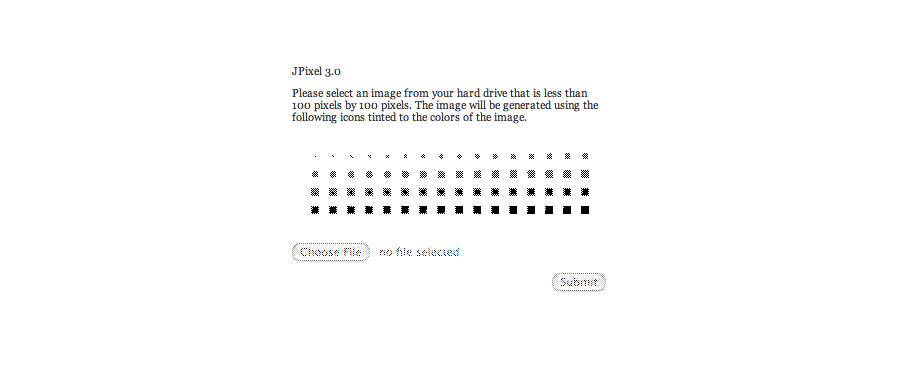 JPixel 3.0
Please select an image from your hard drive that is less than
100 pixels by 100 pixels. The image will be generated using the
following icons tinted to the colors of the image.
Choose File no file selected
Submit